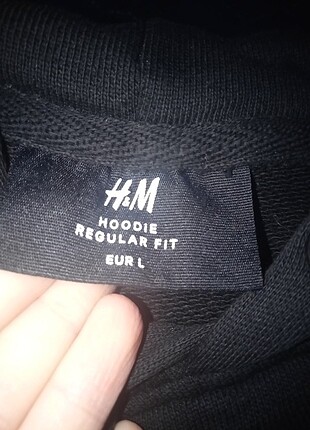 H&M
HOODIE
REGULAR FIT
EUR L